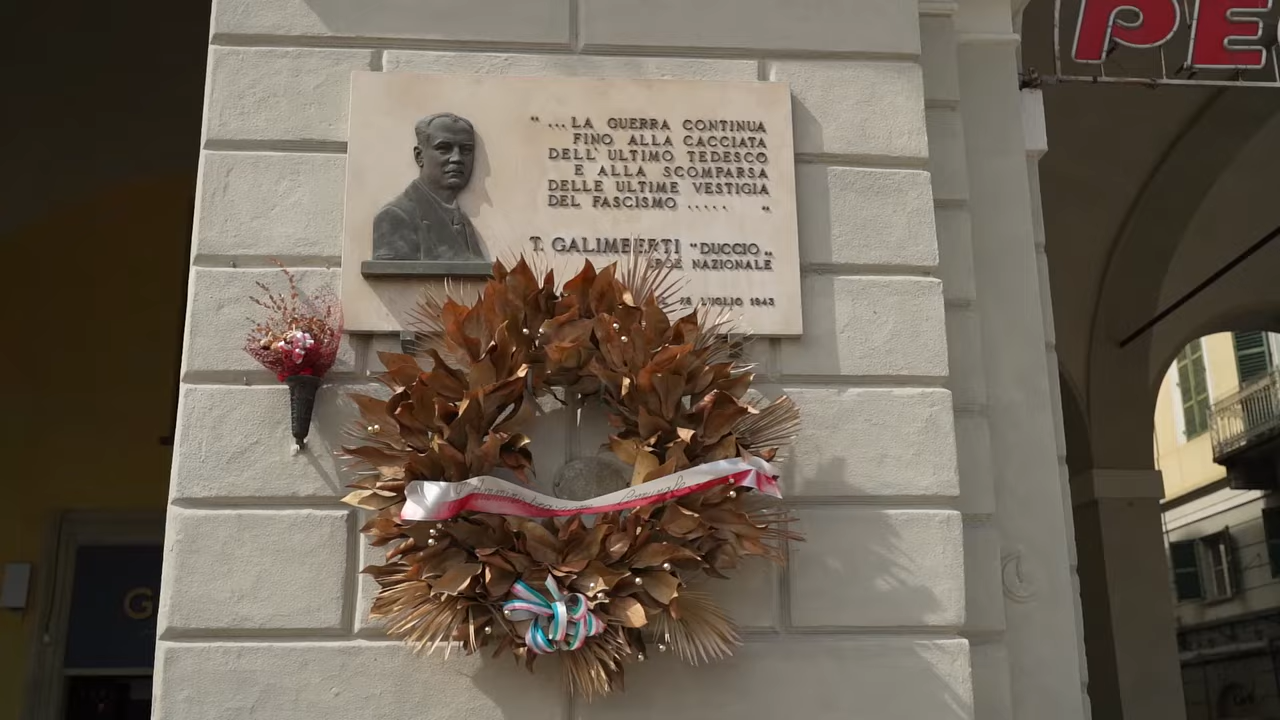 " ... LA GUERRA CONTINUA
FINO ALLA CACCIATA
DELL' ULTIMO TEDESCO
E ALLA SCOMPARSA
DELLE ULTIME VESTIGIA
DEL FASCISMO ..... "
T. GALIMBERTI "DUCCIO"
EROE NAZIONALE
LUGLIO 1943
PE
G